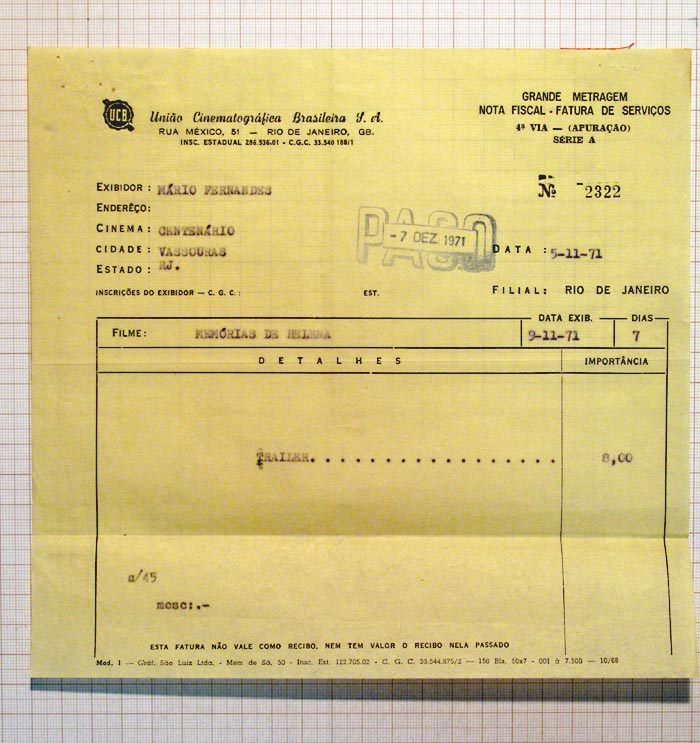 UCB
União Cinematográfica Brasileira S. A.
RUA MÉXICO, 51 — RIO DE JANEIRO, GB.
INSC. ESTADUAL 286.536.01 - C.G.C. 33.540 188/1
GRANDE METRAGEM
NOTA FISCAL - FATURA DE SERVIÇOS
4ª VIA — (APURAÇÃO)
SÉRIE A
EXIBIDOR : MÁRIO FERNANDES
Nº 2322
ENDERÊÇO:
CINEMA : CENTENÁRIO
PAGO
-7 DEZ 1971
CIDADE : VASSOURAS
DATA : 5-11-71
ESTADO : RJ.
INSCRIÇÕES DO EXIBIDOR — C. G. C. : EST.
FILIAL: RIO DE JANEIRO
FILME: MEMÓRIAS DE HELENA
DATA EXIB. DIAS
9-11-71 7
DETALHES IMPORTÂNCIA
TRAILER. . . . . . . . . . . . . . . . . 8,00
s/45
mcsc:.-
ESTA FATURA NÃO VALE COMO RECIBO, NEM TEM VALOR O RECIBO NELA PASSADO
Mod. 1 — Gráf. São Luiz Ltda. - Mem de Sá, 50 - Insc. Est. 122.705.02 - C. G. C. 33.544.875/2 — 150 Bls. 50x7 - 001 à 7.500 — 10/68